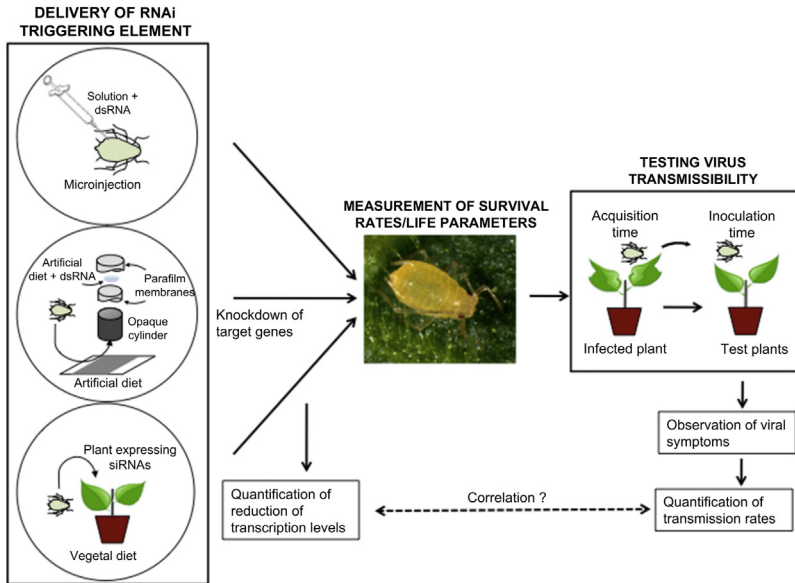 DELIVERY OF RNAi
TRIGGERING ELEMENT
Solution +
dsRNA
Microinjection
Artificial
diet + dsRNA
Parafilm
membranes
Opaque
cylinder
Artificial diet
Plant expressing
siRNAs
Vegetal diet
Knockdown of
target genes
MEASUREMENT OF SURVIVAL
RATES/LIFE PARAMETERS
TESTING VIRUS
TRANSMISSIBILITY
Acquisition
time
Inoculation
time
Infected plant
Test plants
Observation of viral
symptoms
Quantification of
reduction of
transcription levels
Correlation ?
Quantification of
transmission rates